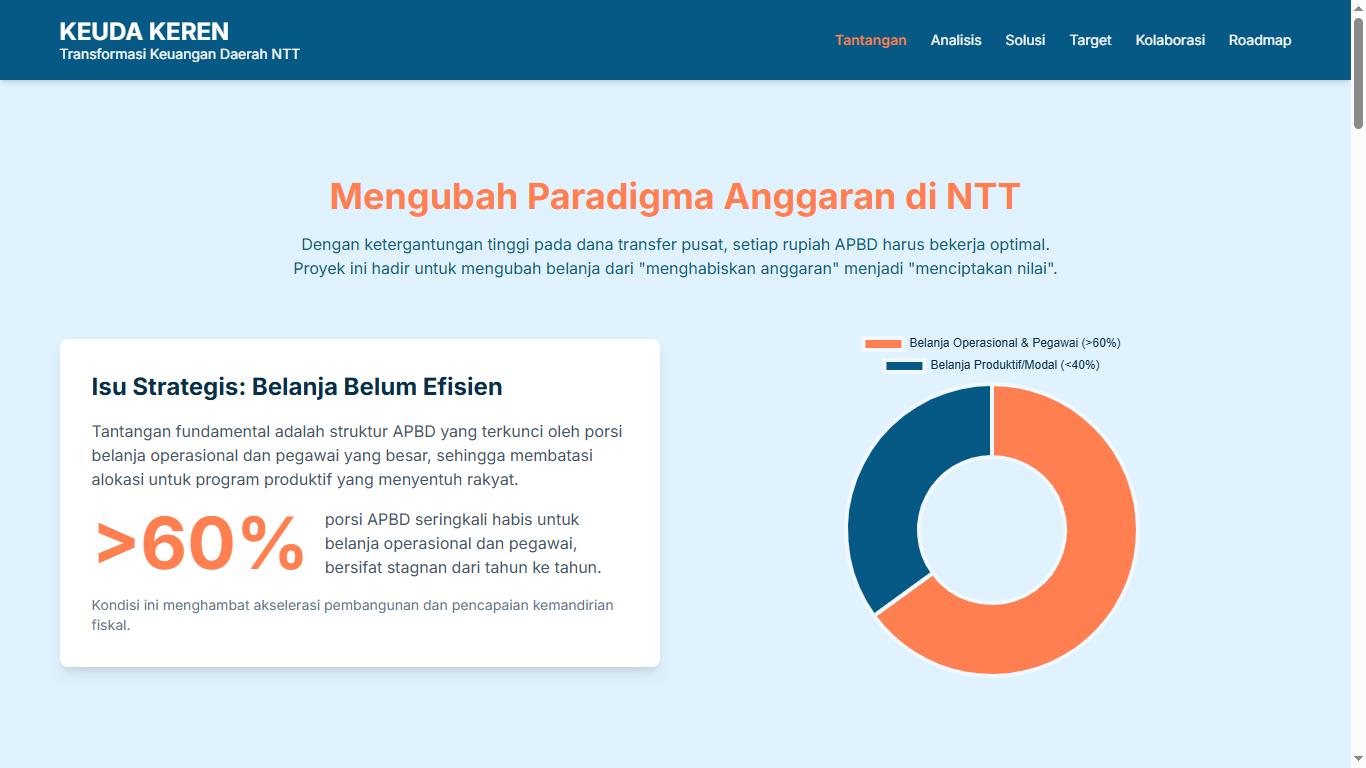 KEUDA KEREN
Transformasi Keuangan Daerah NTT
Tantangan Analisis Solusi Target Kolaborasi Roadmap
Mengubah Paradigma Anggaran di NTT
Dengan ketergantungan tinggi pada dana transfer pusat, setiap rupiah APBD harus bekerja optimal.
Proyek ini hadir untuk mengubah belanja dari "menghabiskan anggaran" menjadi "menciptakan nilai".
Isu Strategis: Belanja Belum Efisien
Tantangan fundamental adalah struktur APBD yang terkunci oleh porsi
belanja operasional dan pegawai yang besar, sehingga membatasi
alokasi untuk program produktif yang menyentuh rakyat.
>60%
porsi APBD seringkali habis untuk
belanja operasional dan pegawai,
bersifat stagnan dari tahun ke tahun.
Kondisi ini menghambat akselerasi pembangunan dan pencapaian kemandirian
fiskal.
Belanja Operasional & Pegawai (>60%)
Belanja Produktif/Modal (<40%)